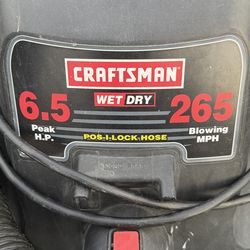 CRAFTSMAN
6.5 WET DRY 265
Peak Blowing
H.P. MPH
POS-I-LOCK HOSE